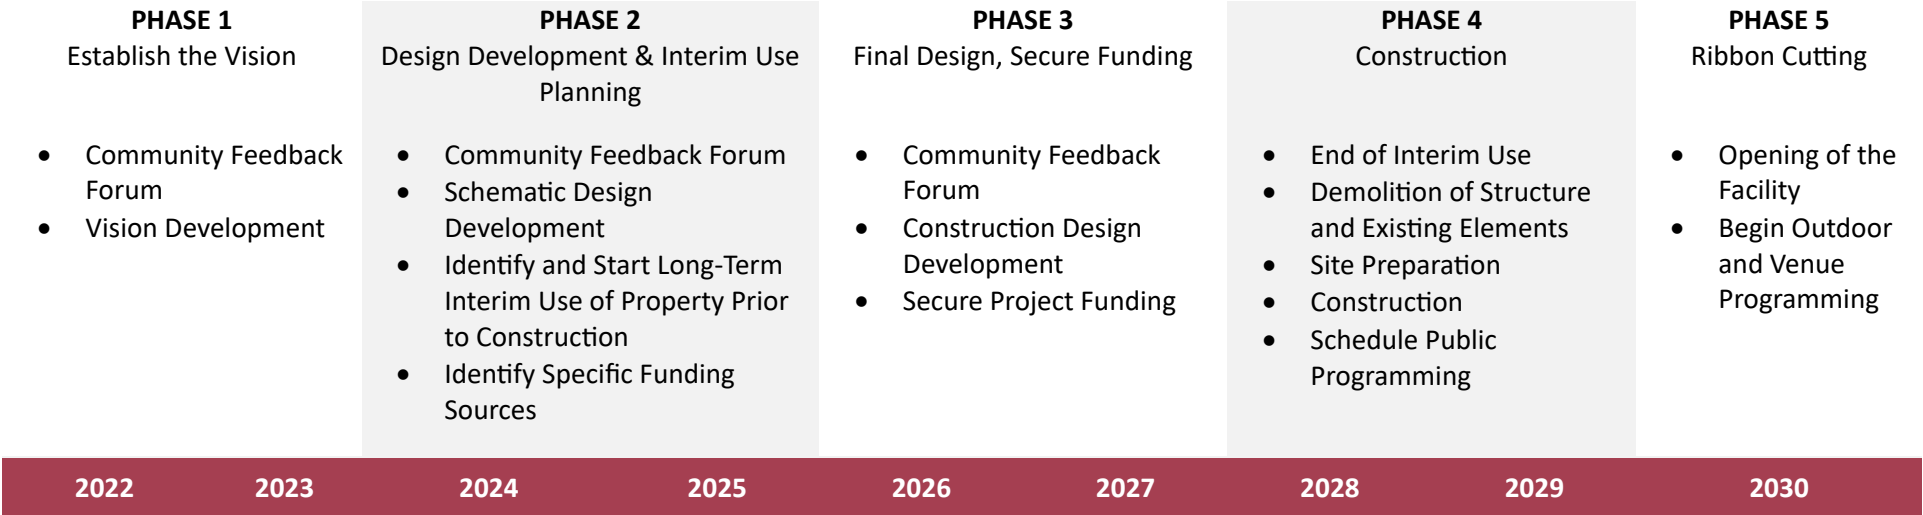 PHASE 1
Establish the Vision
• Community Feedback
Forum
• Vision Development
PHASE 2
Design Development & Interim Use
Planning
• Community Feedback Forum
• Schematic Design
Development
• Identify and Start Long-Term
Interim Use of Property Prior
to Construction
• Identify Specific Funding
Sources
PHASE 3
Final Design, Secure Funding
• Community Feedback
Forum
• Construction Design
Development
• Secure Project Funding
PHASE 4
Construction
• End of Interim Use
• Demolition of Structure
and Existing Elements
• Site Preparation
• Construction
• Schedule Public
Programming
PHASE 5
Ribbon Cutting
• Opening of the
Facility
• Begin Outdoor
and Venue
Programming
2022 2023 2024 2025 2026 2027 2028 2029 2030